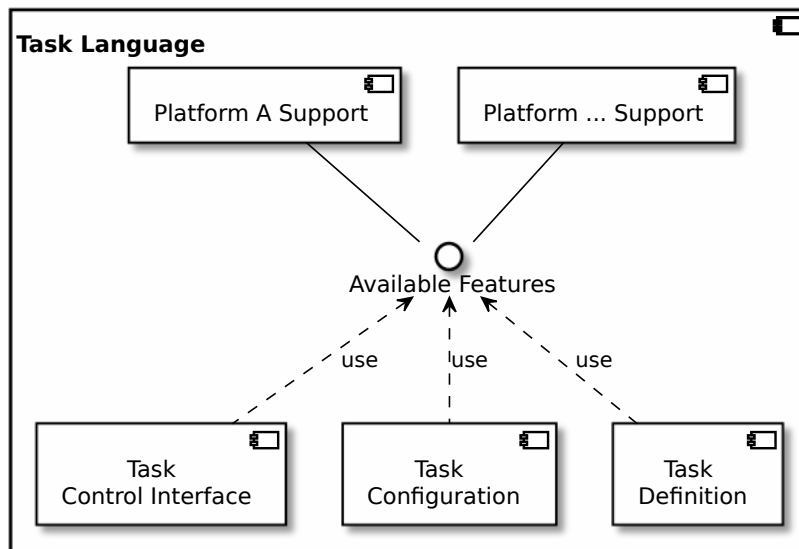 Task Language
Platform A Support
Platform ... Support
Available Features
use
use
use
Task
Control Interface
Task
Configuration
Task
Definition